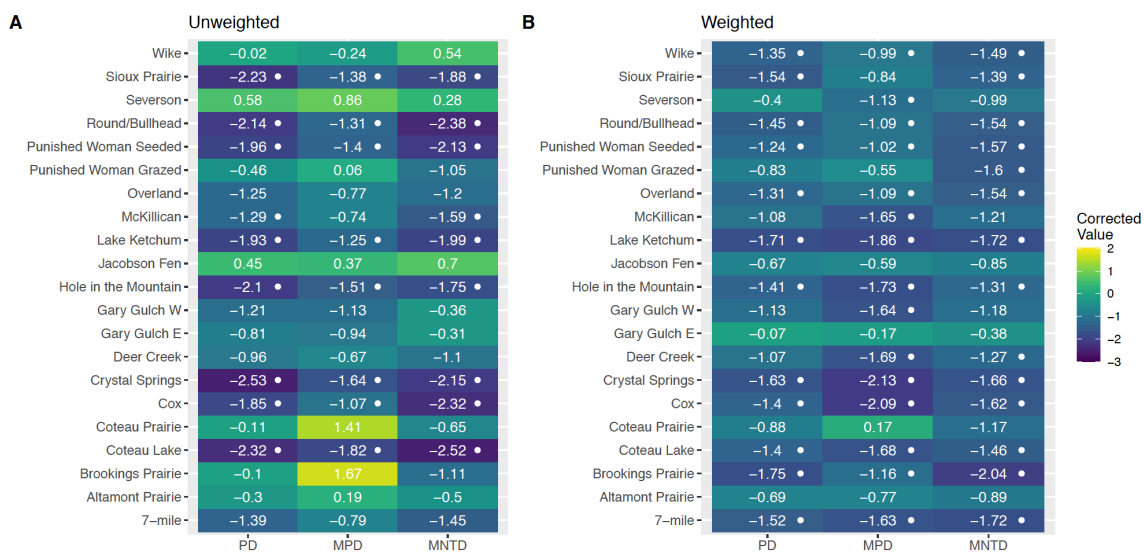 A Unweighted
Wike −0.02 −0.24 0.54
Sioux Prairie −2.23 ● −1.38 ● −1.88 ●
Severson 0.58 0.86 0.28
Round/Bullhead −2.14 ● −1.31 ● −2.38 ●
Punished Woman Seeded −1.96 ● −1.4 ● −2.13 ●
Punished Woman Grazed −0.46 0.06 −1.05
Overland −1.25 −0.77 −1.2
McKillican −1.29 ● −0.74 −1.59 ●
Lake Ketchum −1.93 ● −1.25 ● −1.99 ●
Jacobson Fen 0.45 0.37 0.7
Hole in the Mountain −2.1 ● −1.51 ● −1.75 ●
Gary Gulch W −1.21 −1.13 −0.36
Gary Gulch E −0.81 −0.94 −0.31
Deer Creek −0.96 −0.67 −1.1
Crystal Springs −2.53 ● −1.64 ● −2.15 ●
Cox −1.85 ● −1.07 ● −2.32 ●
Coteau Prairie −0.11 1.41 −0.65
Coteau Lake −2.32 ● −1.82 ● −2.52 ●
Brookings Prairie −0.1 1.67 −1.11
Altamont Prairie −0.3 0.19 −0.5
7−mile −1.39 −0.79 −1.45
PD MPD MNTD
B Weighted
Wike −1.35 ● −0.99 ● −1.49 ●
Sioux Prairie −1.54 ● −0.84 −1.39 ●
Severson −0.4 −1.13 ● −0.99
Round/Bullhead −1.45 ● −1.09 ● −1.54 ●
Punished Woman Seeded −1.24 ● −1.02 ● −1.57 ●
Punished Woman Grazed −0.83 −0.55 −1.6 ●
Overland −1.31 ● −1.09 ● −1.54 ●
McKillican −1.08 −1.65 ● −1.21
Lake Ketchum −1.71 ● −1.86 ● −1.72 ●
Jacobson Fen −0.67 −0.59 −0.85
Hole in the Mountain −1.41 ● −1.73 ● −1.31 ●
Gary Gulch W −1.13 −1.64 ● −1.18
Gary Gulch E −0.07 −0.17 −0.38
Deer Creek −1.07 −1.69 ● −1.27 ●
Crystal Springs −1.63 ● −2.13 ● −1.66 ●
Cox −1.4 ● −2.09 ● −1.62 ●
Coteau Prairie −0.88 0.17 −1.17
Coteau Lake −1.4 ● −1.68 ● −1.46 ●
Brookings Prairie −1.75 ● −1.16 ● −2.04 ●
Altamont Prairie −0.69 −0.77 −0.89
7−mile −1.52 ● −1.63 ● −1.72 ●
PD MPD MNTD
Corrected
Value
2
1
0
−1
−2
−3